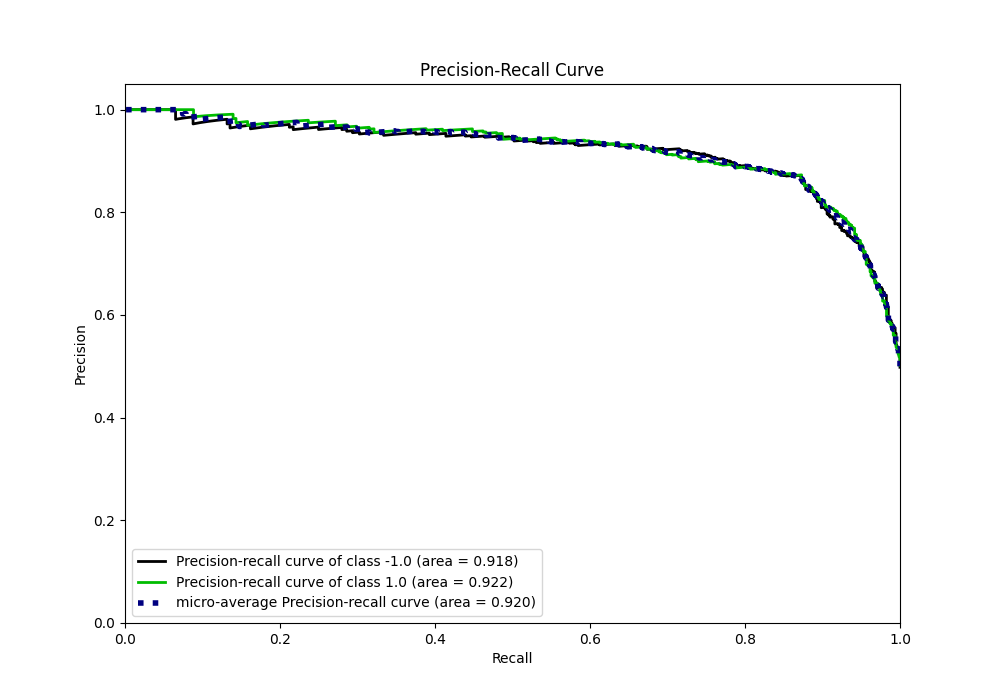 Precision-Recall Curve
1.0
0.8
0.6
0.4
0.2
0.0
Precision
Precision-recall curve of class -1.0 (area = 0.918)
Precision-recall curve of class 1.0 (area = 0.922)
micro-average Precision-recall curve (area = 0.920)
0.0 0.2 0.4 0.6 0.8 1.0
Recall